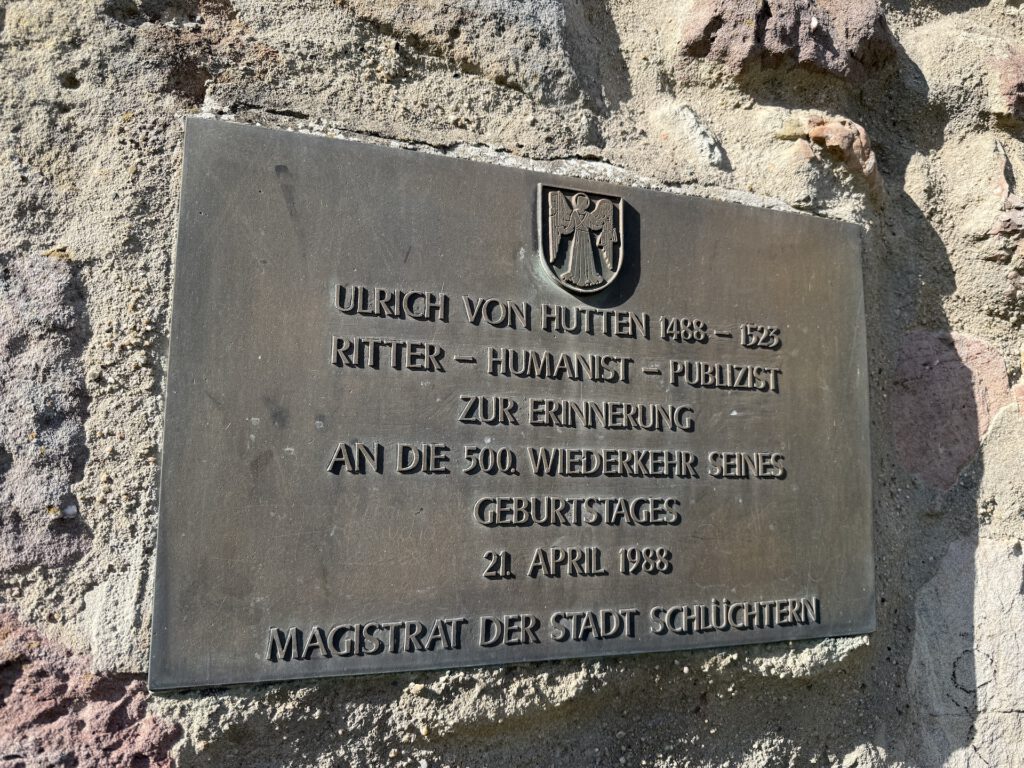 ULRICH VON HUTTEN 1488 – 1523
RITTER – HUMANIST – PUBLIZIST
ZUR ERINNERUNG
AN DIE 500. WIEDERKEHR SEINES
GEBURTSTAGES
21. APRIL 1988
MAGISTRAT DER STADT SCHLÜCHTERN